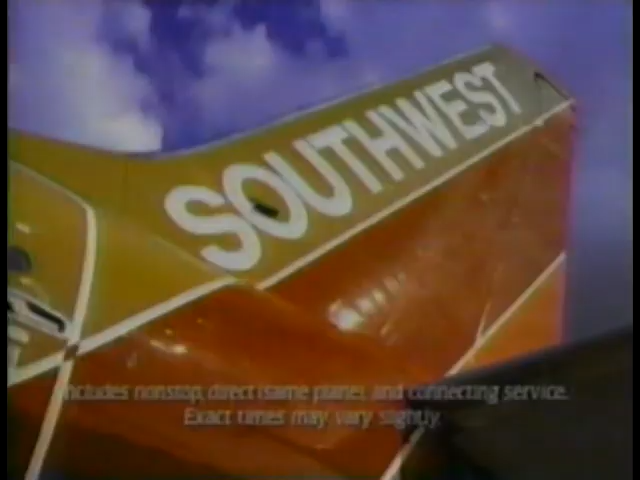 SOUTHWEST
Includes nonstop, direct (same plane), and connecting service.
Exact times may vary slightly.